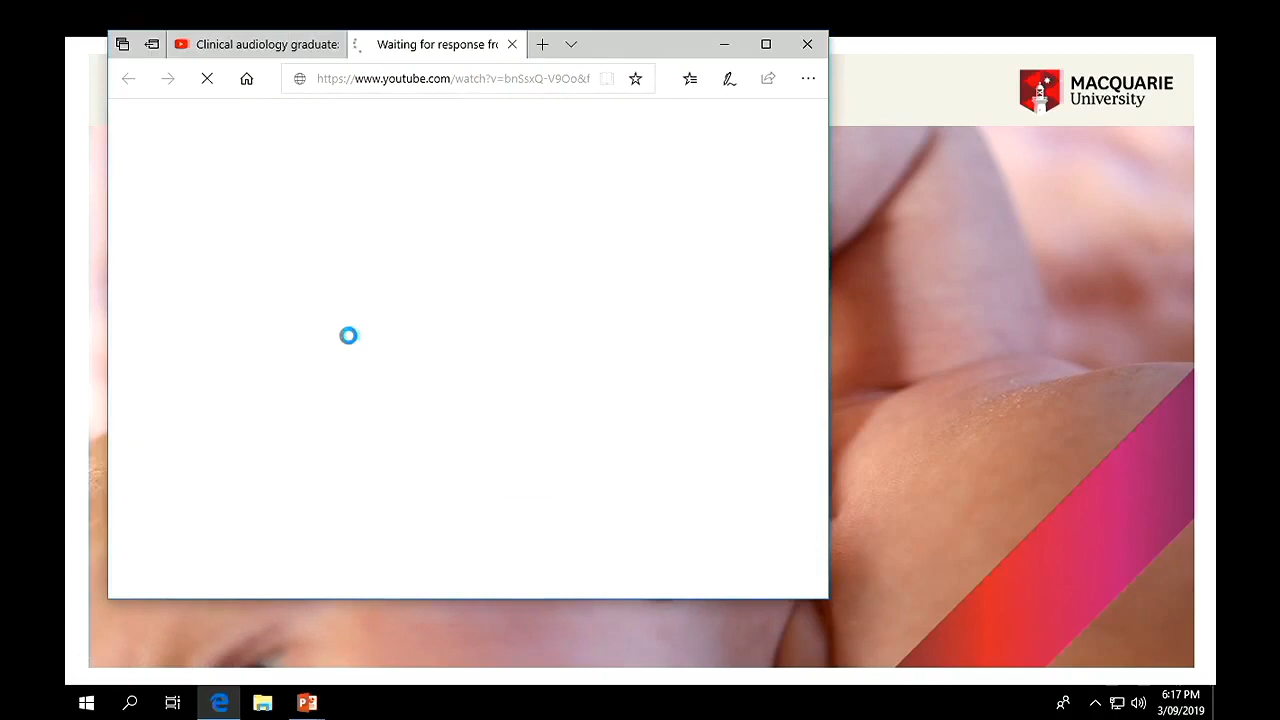 Clinical audiology graduate:
Waiting for response fro
https://www.youtube.com/watch?v=bnSsxQ-V9Oo&f
MACQUARIE
University
6:17 PM
3/09/2019